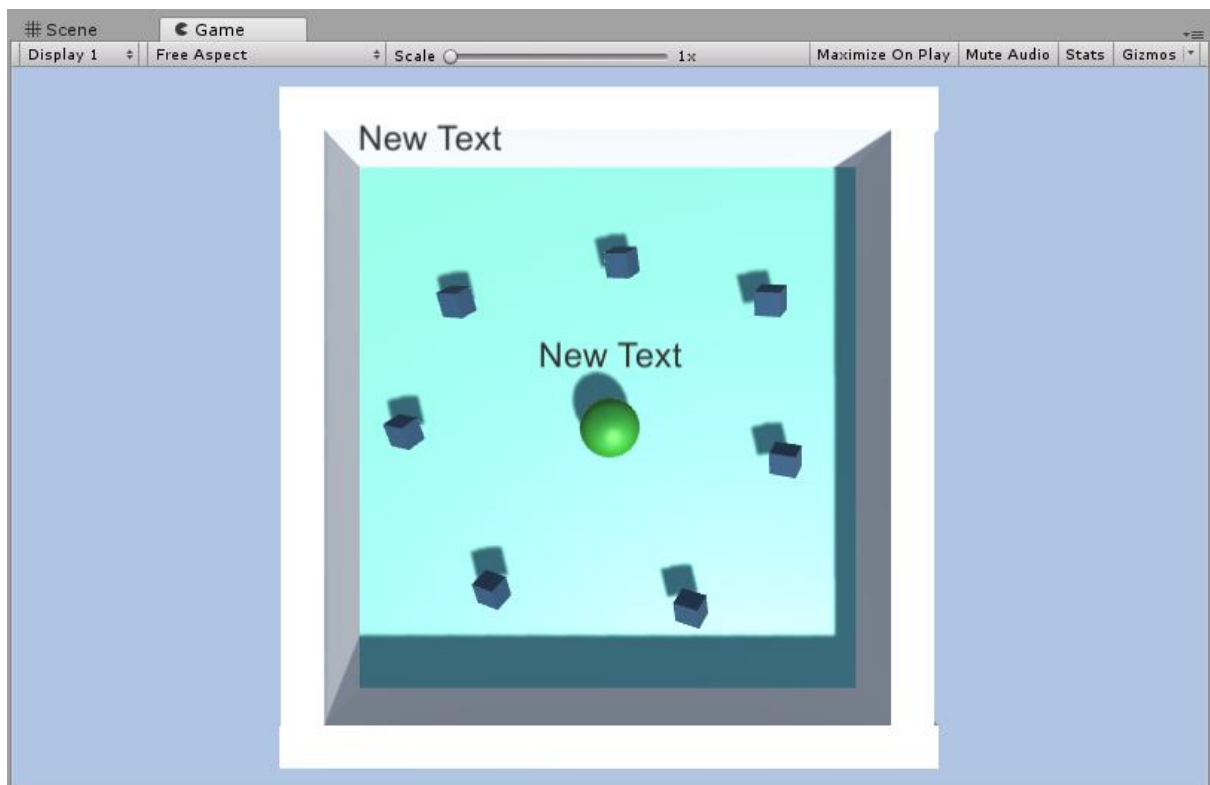 Scene
Game
Display 1 Free Aspect Scale 1x Maximize On Play Mute Audio Stats Gizmos
New Text
New Text